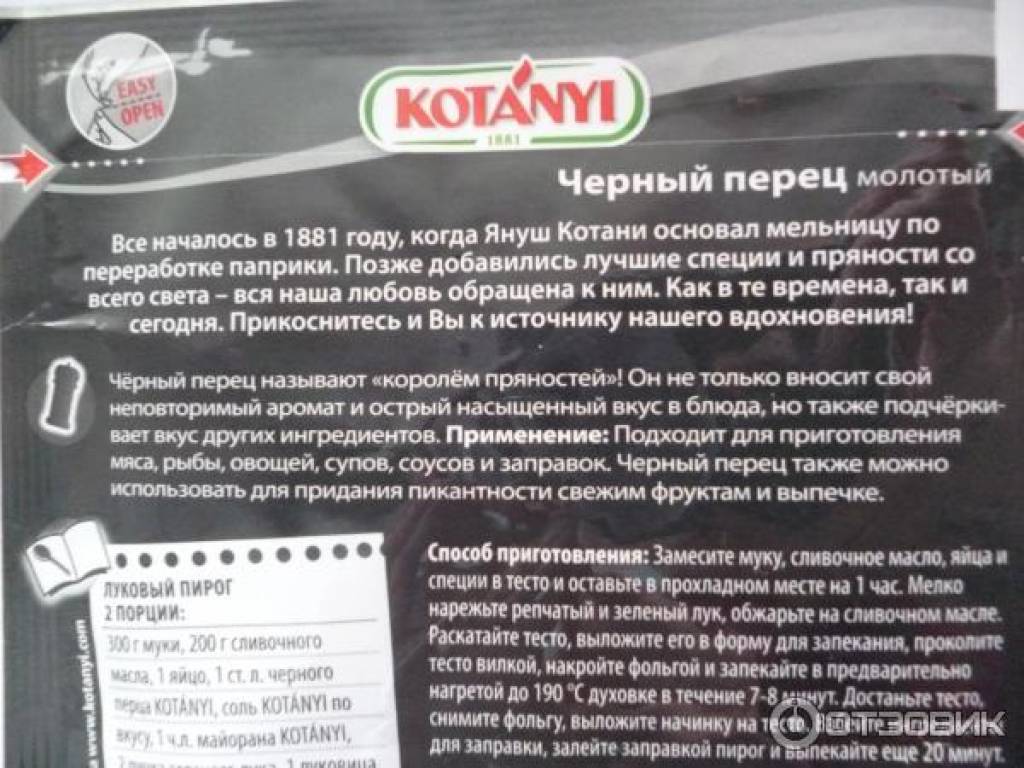 EASY
OPEN
KOTÁNYI
1881
Черный перец молотый
Все началось в 1881 году, когда Януш Котани основал мельницу по
переработке паприки. Позже добавились лучшие специи и пряности со
всего света – вся наша любовь обращена к ним. Как в те времена, так и
сегодня. Прикоснитесь и Вы к источнику нашего вдохновения!
Чёрный перец называют «королём пряностей»! Он не только вносит свой
неповторимый аромат и острый насыщенный вкус в блюда, но также подчёрки-
вает вкус других ингредиентов. Применение: Подходит для приготовления
мяса, рыбы, овощей, супов, соусов и заправок. Черный перец также можно
использовать для придания пикантности свежим фруктам и выпечке.
ЛУКОВЫЙ ПИРОГ
2 ПОРЦИИ:
300 г муки, 200 г сливочного
масла, 1 яйцо, 1 ст. л. черного
перца KOTÁNYI, соль KOTÁNYI по
вкусу, 1 ч.л. майорана KOTÁNYI,
лука, 1 луковица
Способ приготовления: Замесите муку, сливочное масло, яйца и
специи в тесто и оставьте в прохладном месте на 1 час. Мелко
нарежьте репчатый и зеленый лук, обжарьте на сливочном масле.
Раскатайте тесто, выложите его в форму для запекания, проколите
тесто вилкой, накройте фольгой и запекайте в предварительно
нагретой до 190 °C духовке в течение 7-8 минут. Достаньте тесто,
снимите фольгу, выложите начинку на тесто.
для заправки, залейте заправкой пирог и выпекайте еще 20 минут.
www.kotanyi.com
ОТЗОВИК